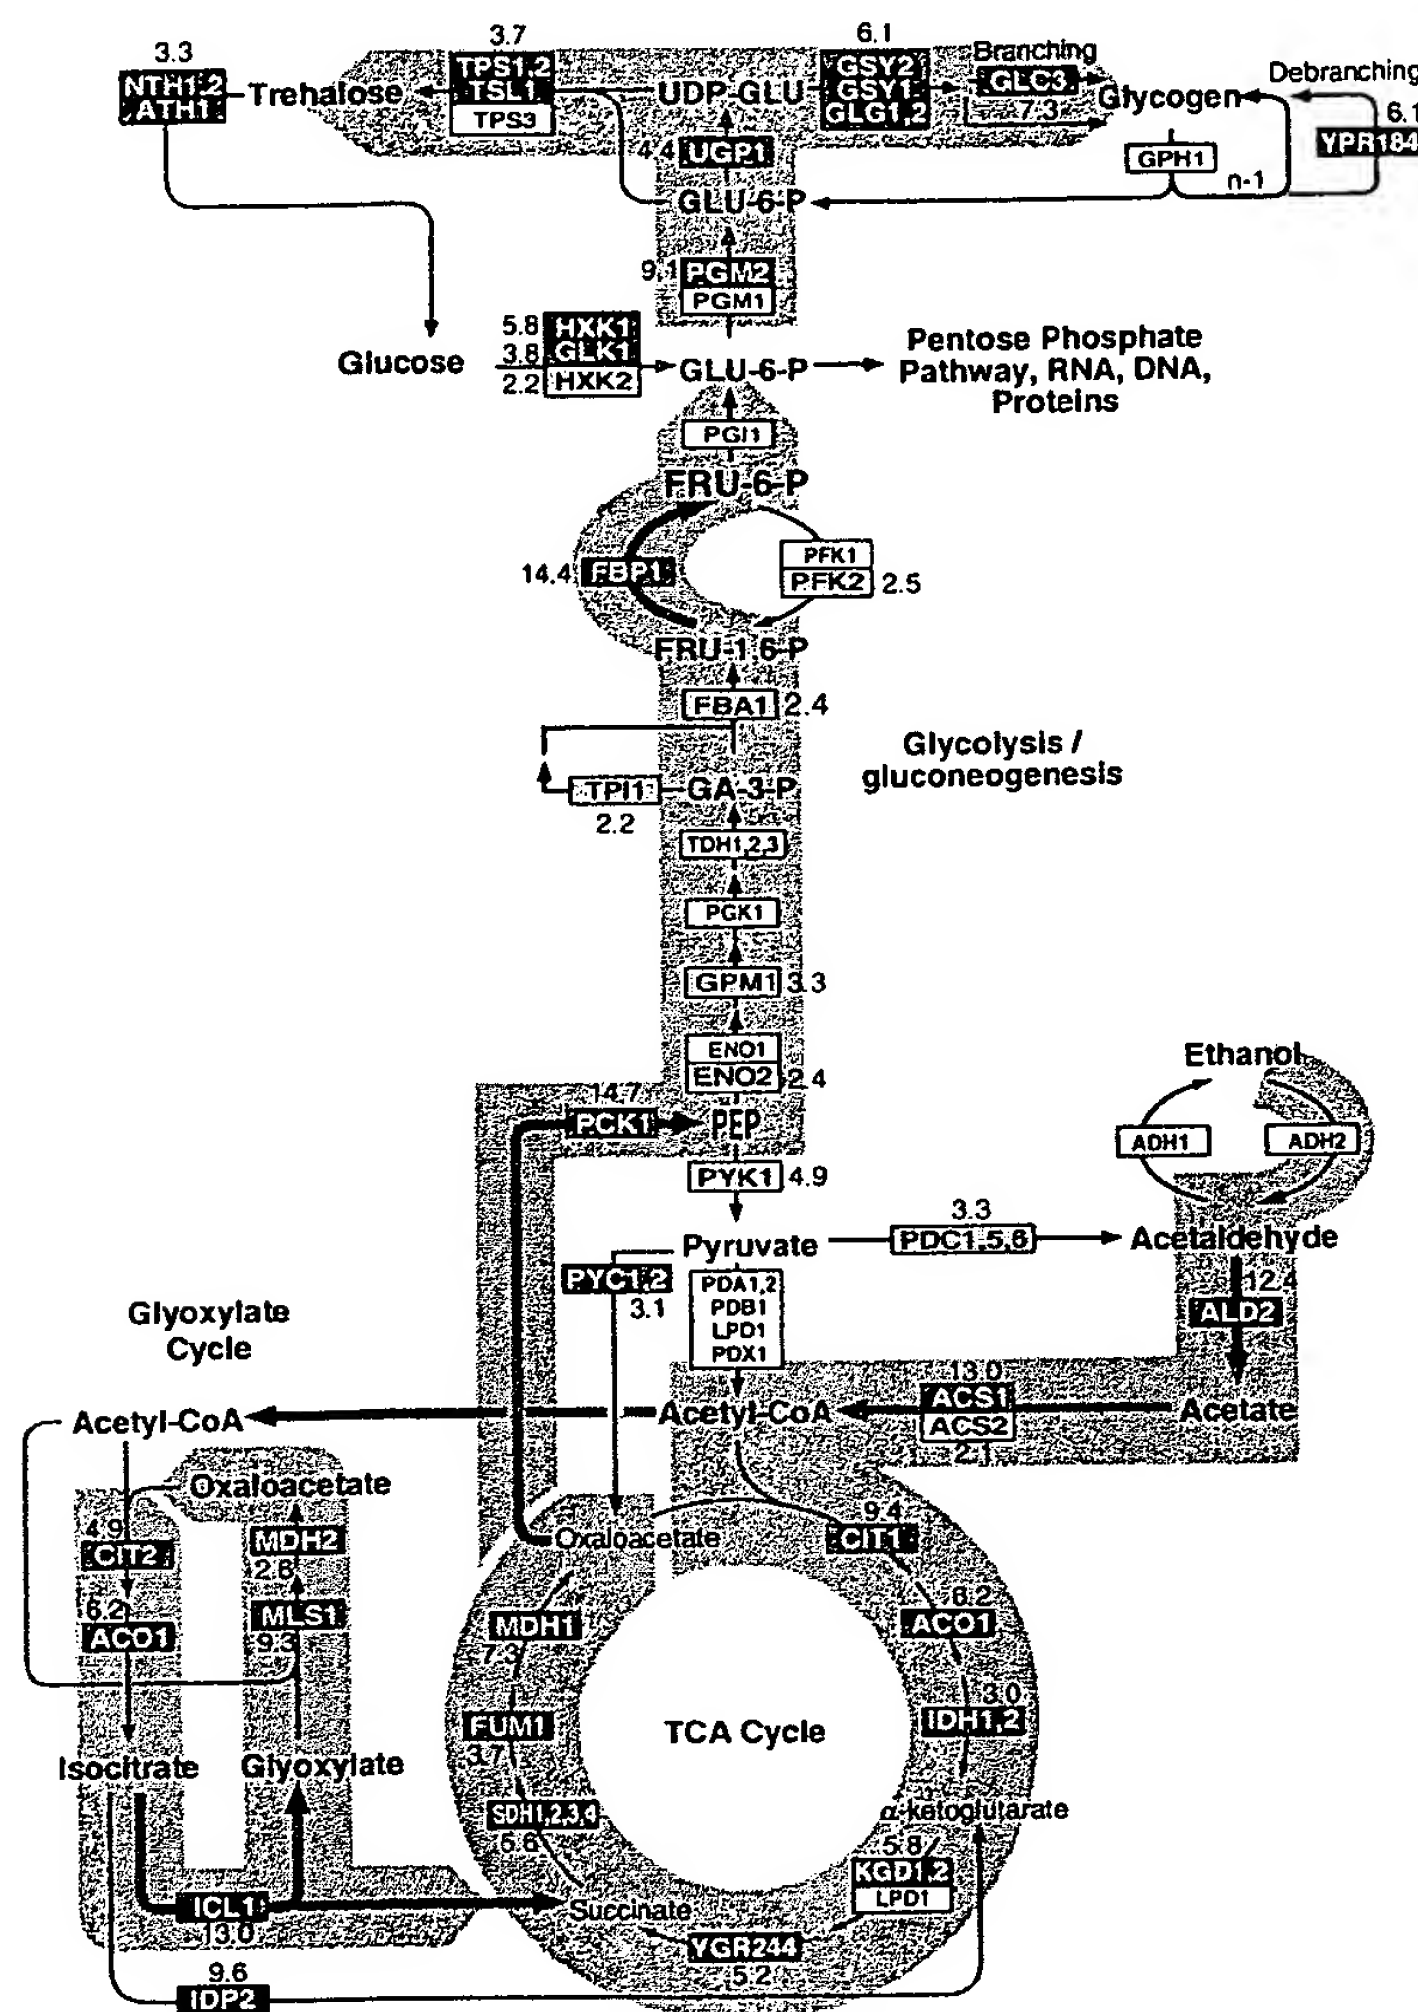 3.3
NTH1,2
ATH1
Trehalose
3.7
TPS1,2
TSL1
TPS3
UDP-GLU
6.1
GSY2
GSY1
GLG1,2
Branching
GLC3
7.3
Glycogen
Debranching
6.1
YPR184
GPH1
n-1
4.4
UGP1
GLU-6-P
9.1
PGM2
PGM1
5.8
HXK1
3.8
GLK1
2.2
HXK2
Glucose
GLU-6-P
Pentose Phosphate
Pathway, RNA, DNA,
Proteins
PGI1
FRU-6-P
14.4
FBP1
PFK1
PFK2
2.5
FRU-1,6-P
FBA1
2.4
Glycolysis /
gluconeogenesis
TPI1
2.2
GA-3-P
TDH1,2,3
PGK1
GPM1
3.3
ENO1
ENO2
2.4
14.7
PCK1
PEP
PYK1
4.9
Ethanol
ADH1
ADH2
Pyruvate
3.3
PDC1,5,6
Acetaldehyde
PYC1,2
3.1
PDA1,2
PDB1
LPD1
PDX1
12.4
ALD2
Glyoxylate
Cycle
Acetyl-CoA
Acetyl-CoA
13.0
ACS1
ACS2
2.1
Acetate
Oxaloacetate
4.9
CIT2
MDH2
2.6
6.2
ACO1
MLS1
9.3
Isocitrate
Glyoxylate
ICL1
13.0
9.6
IDP2
Oxaloacetate
9.4
CIT1
6.2
ACO1
3.0
IDH1,2
α-ketoglutarate
5.8
KGD1,2
LPD1
YGR244
5.2
Succinate
SDH1,2,3,4
5.6
FUM1
3.7
MDH1
7.3
TCA Cycle